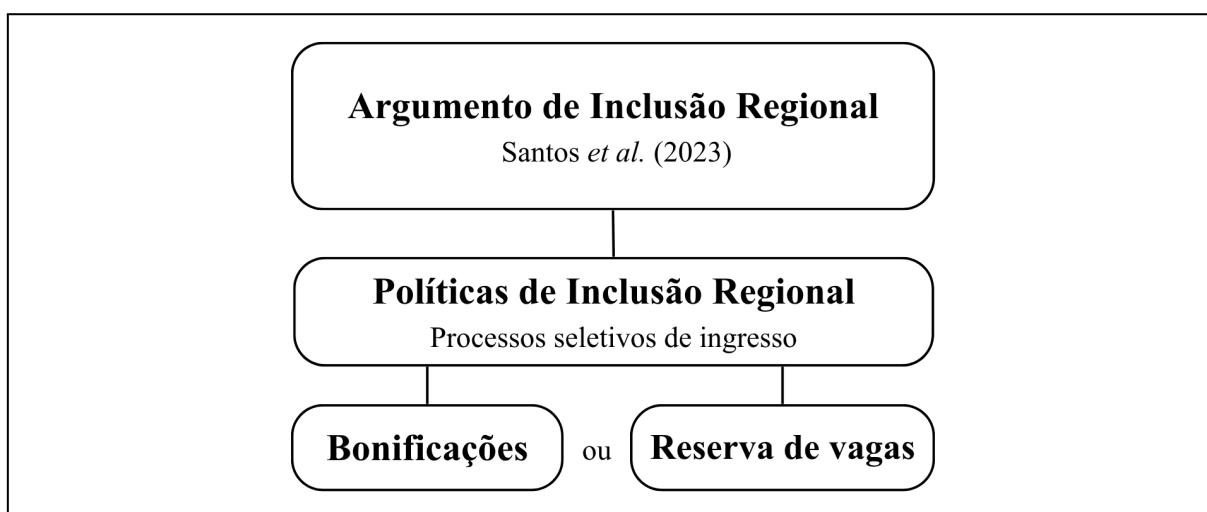 Argumento de Inclusão Regional
Santos et al. (2023)
Políticas de Inclusão Regional
Processos seletivos de ingresso
Bonificações ou Reserva de vagas